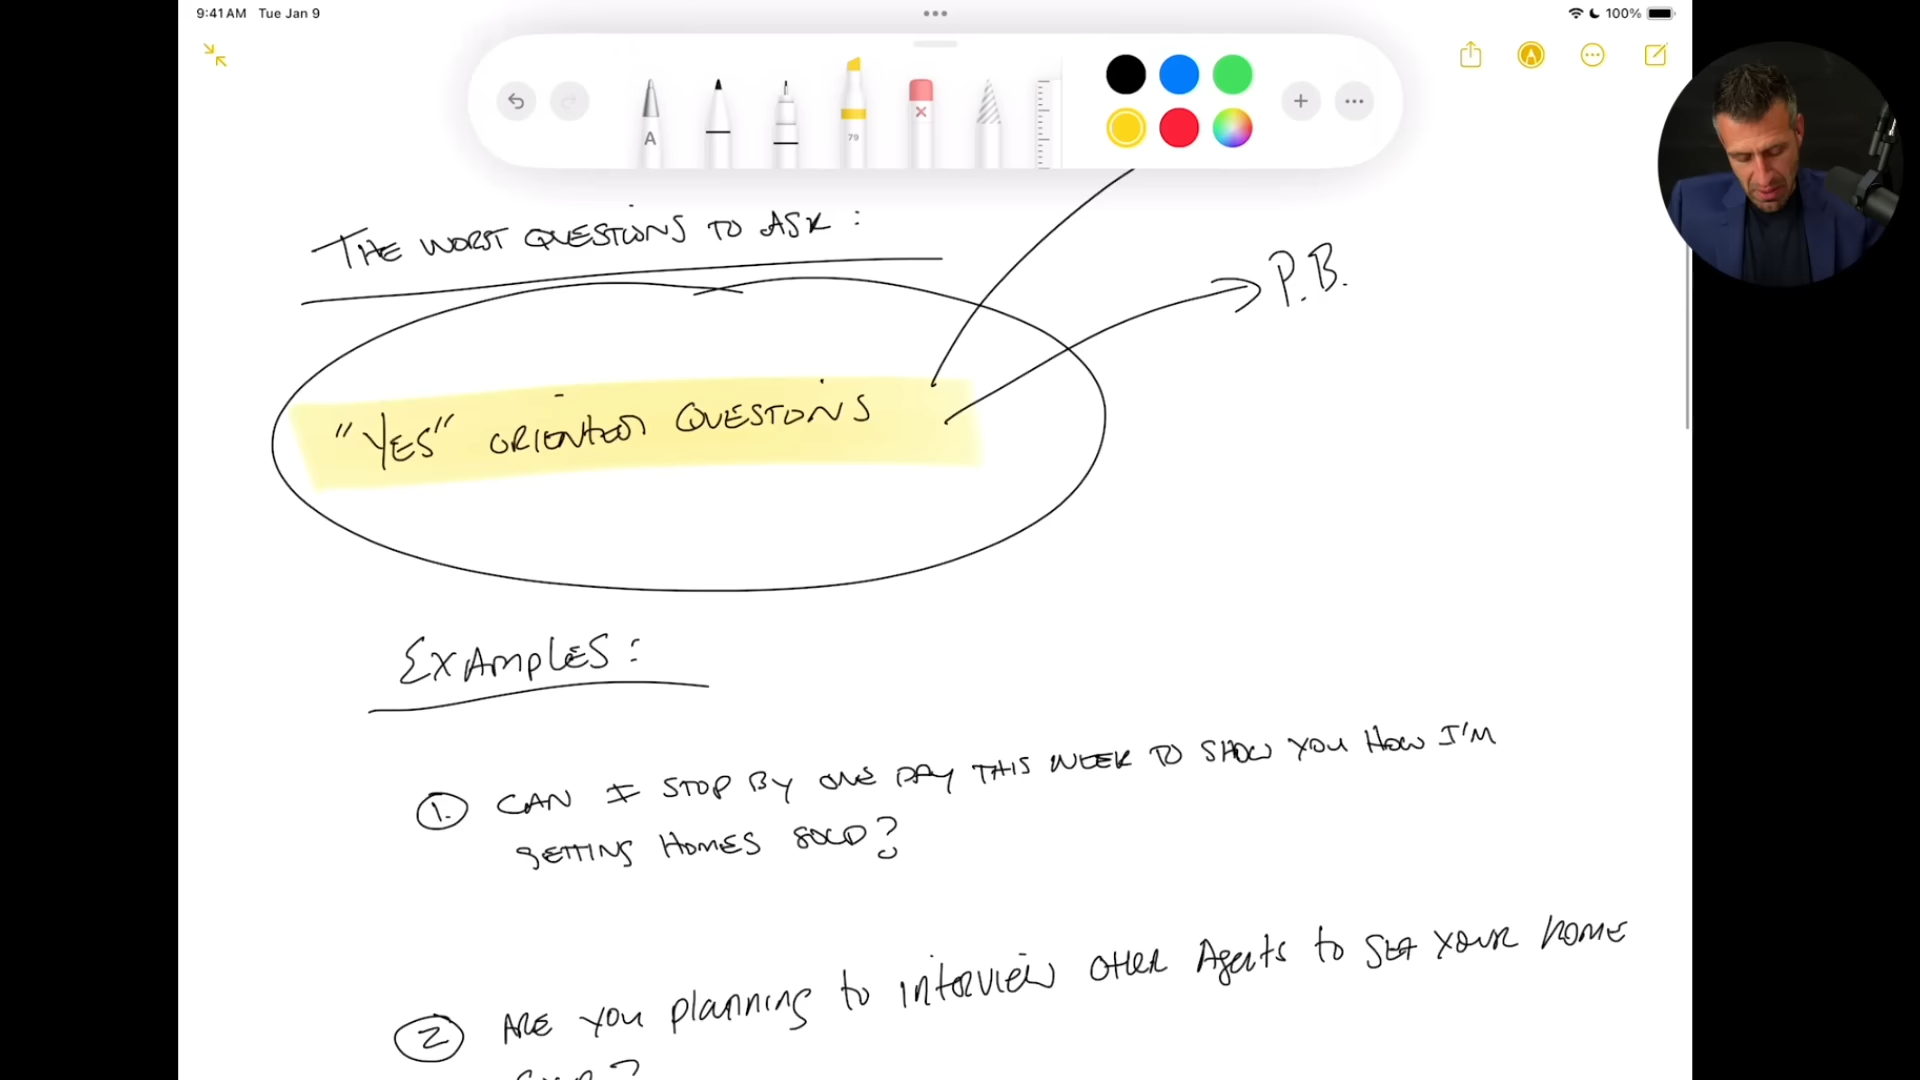 9:41 AM Tue Jan 9
100%
A
79
THE WORST QUESTIONS TO ASK:
P.B.
"YES" ORIENTED QUESTIONS
EXAMPLES:
1. CAN I STOP BY ONE DAY THIS WEEK TO SHOW YOU HOW I'M
GETTING HOMES SOLD?
2 ARE YOU PLANNING TO INTERVIEW OTHER AGENTS TO GET YOUR HOME